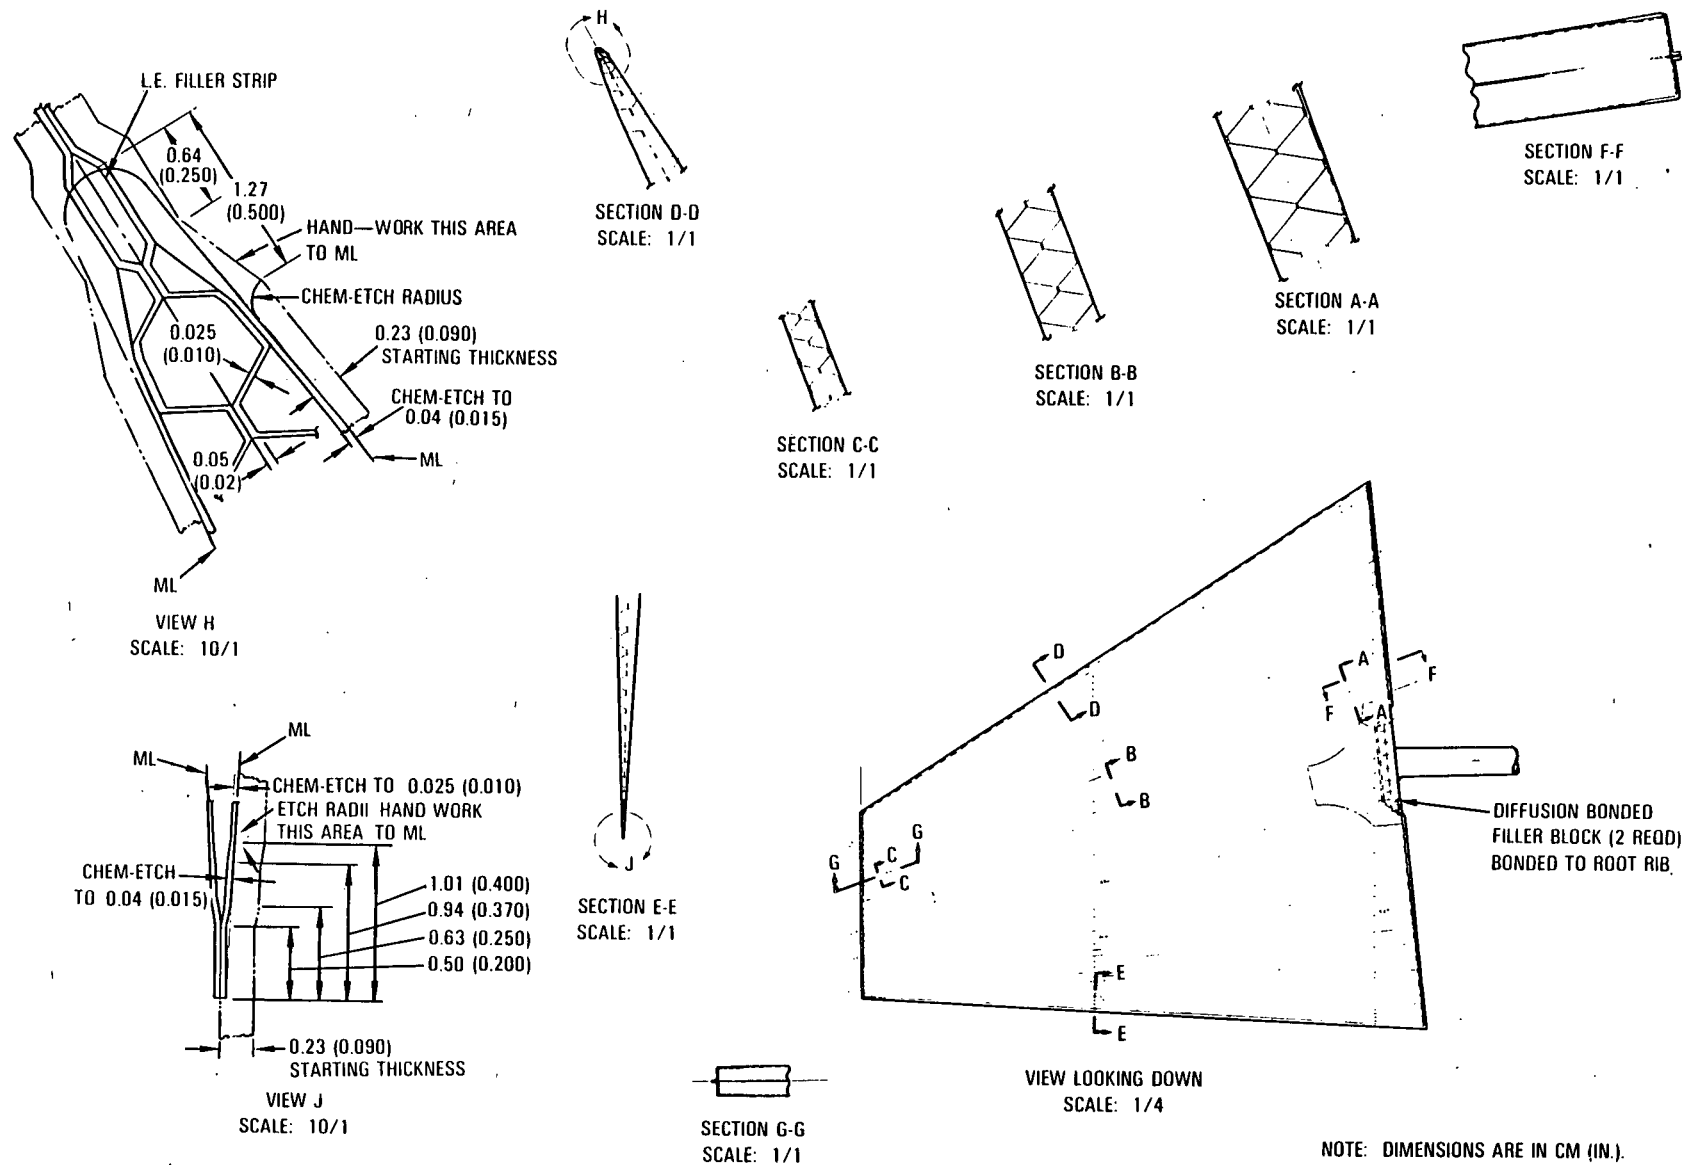 L.E. FILLER STRIP
0.64
(0.250)
1.27
(0.500)
HAND—WORK THIS AREA
TO ML
CHEM-ETCH RADIUS
0.025
(0.010)
0.23 (0.090)
STARTING THICKNESS
CHEM-ETCH TO
0.04 (0.015)
ML
0.05
(0.02)
ML
VIEW H
SCALE: 10/1
H
SECTION D-D
SCALE: 1/1
SECTION C-C
SCALE: 1/1
SECTION B-B
SCALE: 1/1
SECTION A-A
SCALE: 1/1
SECTION F-F
SCALE: 1/1
ML
ML
CHEM-ETCH TO 0.025 (0.010)
ETCH RADII HAND WORK
THIS AREA TO ML
CHEM-ETCH
TO 0.04 (0.015)
1.01 (0.400)
0.94 (0.370)
0.63 (0.250)
0.50 (0.200)
0.23 (0.090)
STARTING THICKNESS
VIEW J
SCALE: 10/1
J
SECTION E-E
SCALE: 1/1
SECTION G-G
SCALE: 1/1
D
D
A
F
F
A
B
B
G
C
G
C
E
E
DIFFUSION BONDED
FILLER BLOCK (2 REQD)
BONDED TO ROOT RIB.
VIEW LOOKING DOWN
SCALE: 1/4
NOTE: DIMENSIONS ARE IN CM (IN.).